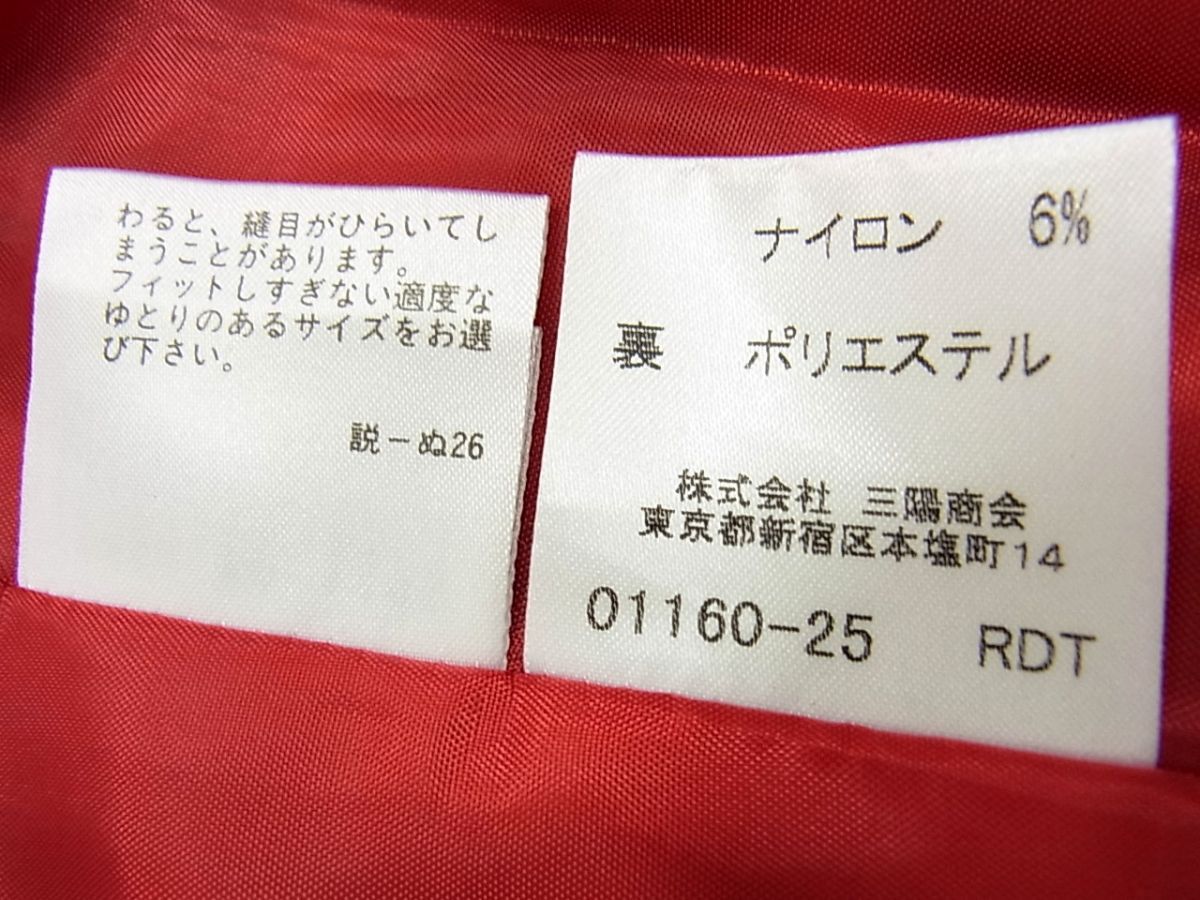 わると、縫目がひらいてし
まうことがあります。
フィットしすぎない適度な
ゆとりのあるサイズをお選
び下さい。
説－ぬ26
ナイロン 6%
裏 ポリエステル
株式会社 三陽商会
東京都新宿区本塩町14
01160-25 RDT